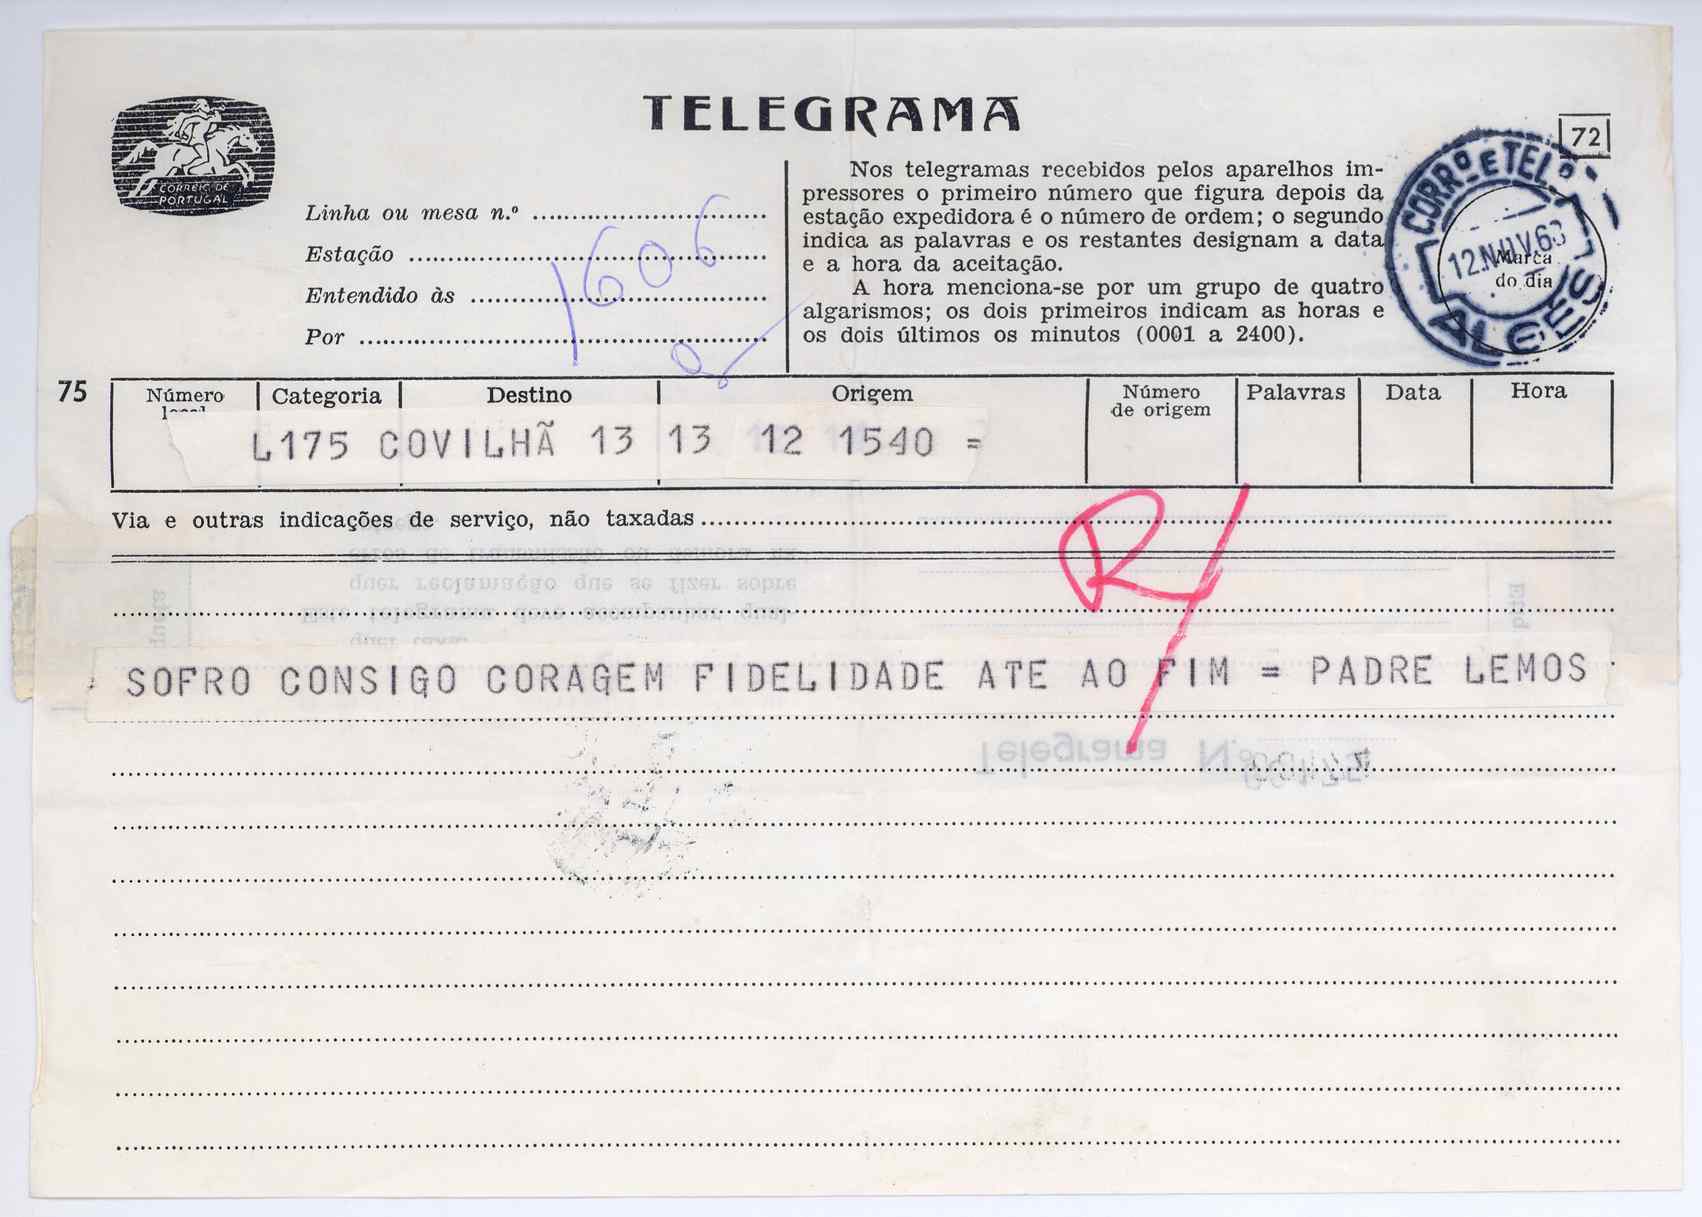 TELEGRAMA
72
CORREIO DE
PORTUGAL
Linha ou mesa n.º
Estação
Entendido às
Por
1606
Nos telegramas recebidos pelos aparelhos im-
pressores o primeiro número que figura depois da
estação expedidora é o número de ordem; o segundo
indica as palavras e os restantes designam a data
e a hora da aceitação.
A hora menciona-se por um grupo de quatro
algarismos; os dois primeiros indicam as horas e
os dois últimos os minutos (0001 a 2400).
CORR.º E TEL.º
12.NOV.63
Marca
do dia
ALGÉS
75
Número local
Categoria
Destino
Origem
Número
de origem
Palavras
Data
Hora
L175 COVILHÃ 13 13 12 1540 =
Via e outras indicações de serviço, não taxadas
R
SOFRO CONSIGO CORAGEM FIDELIDADE ATE AO FIM = PADRE LEMOS
Telegrama N.º